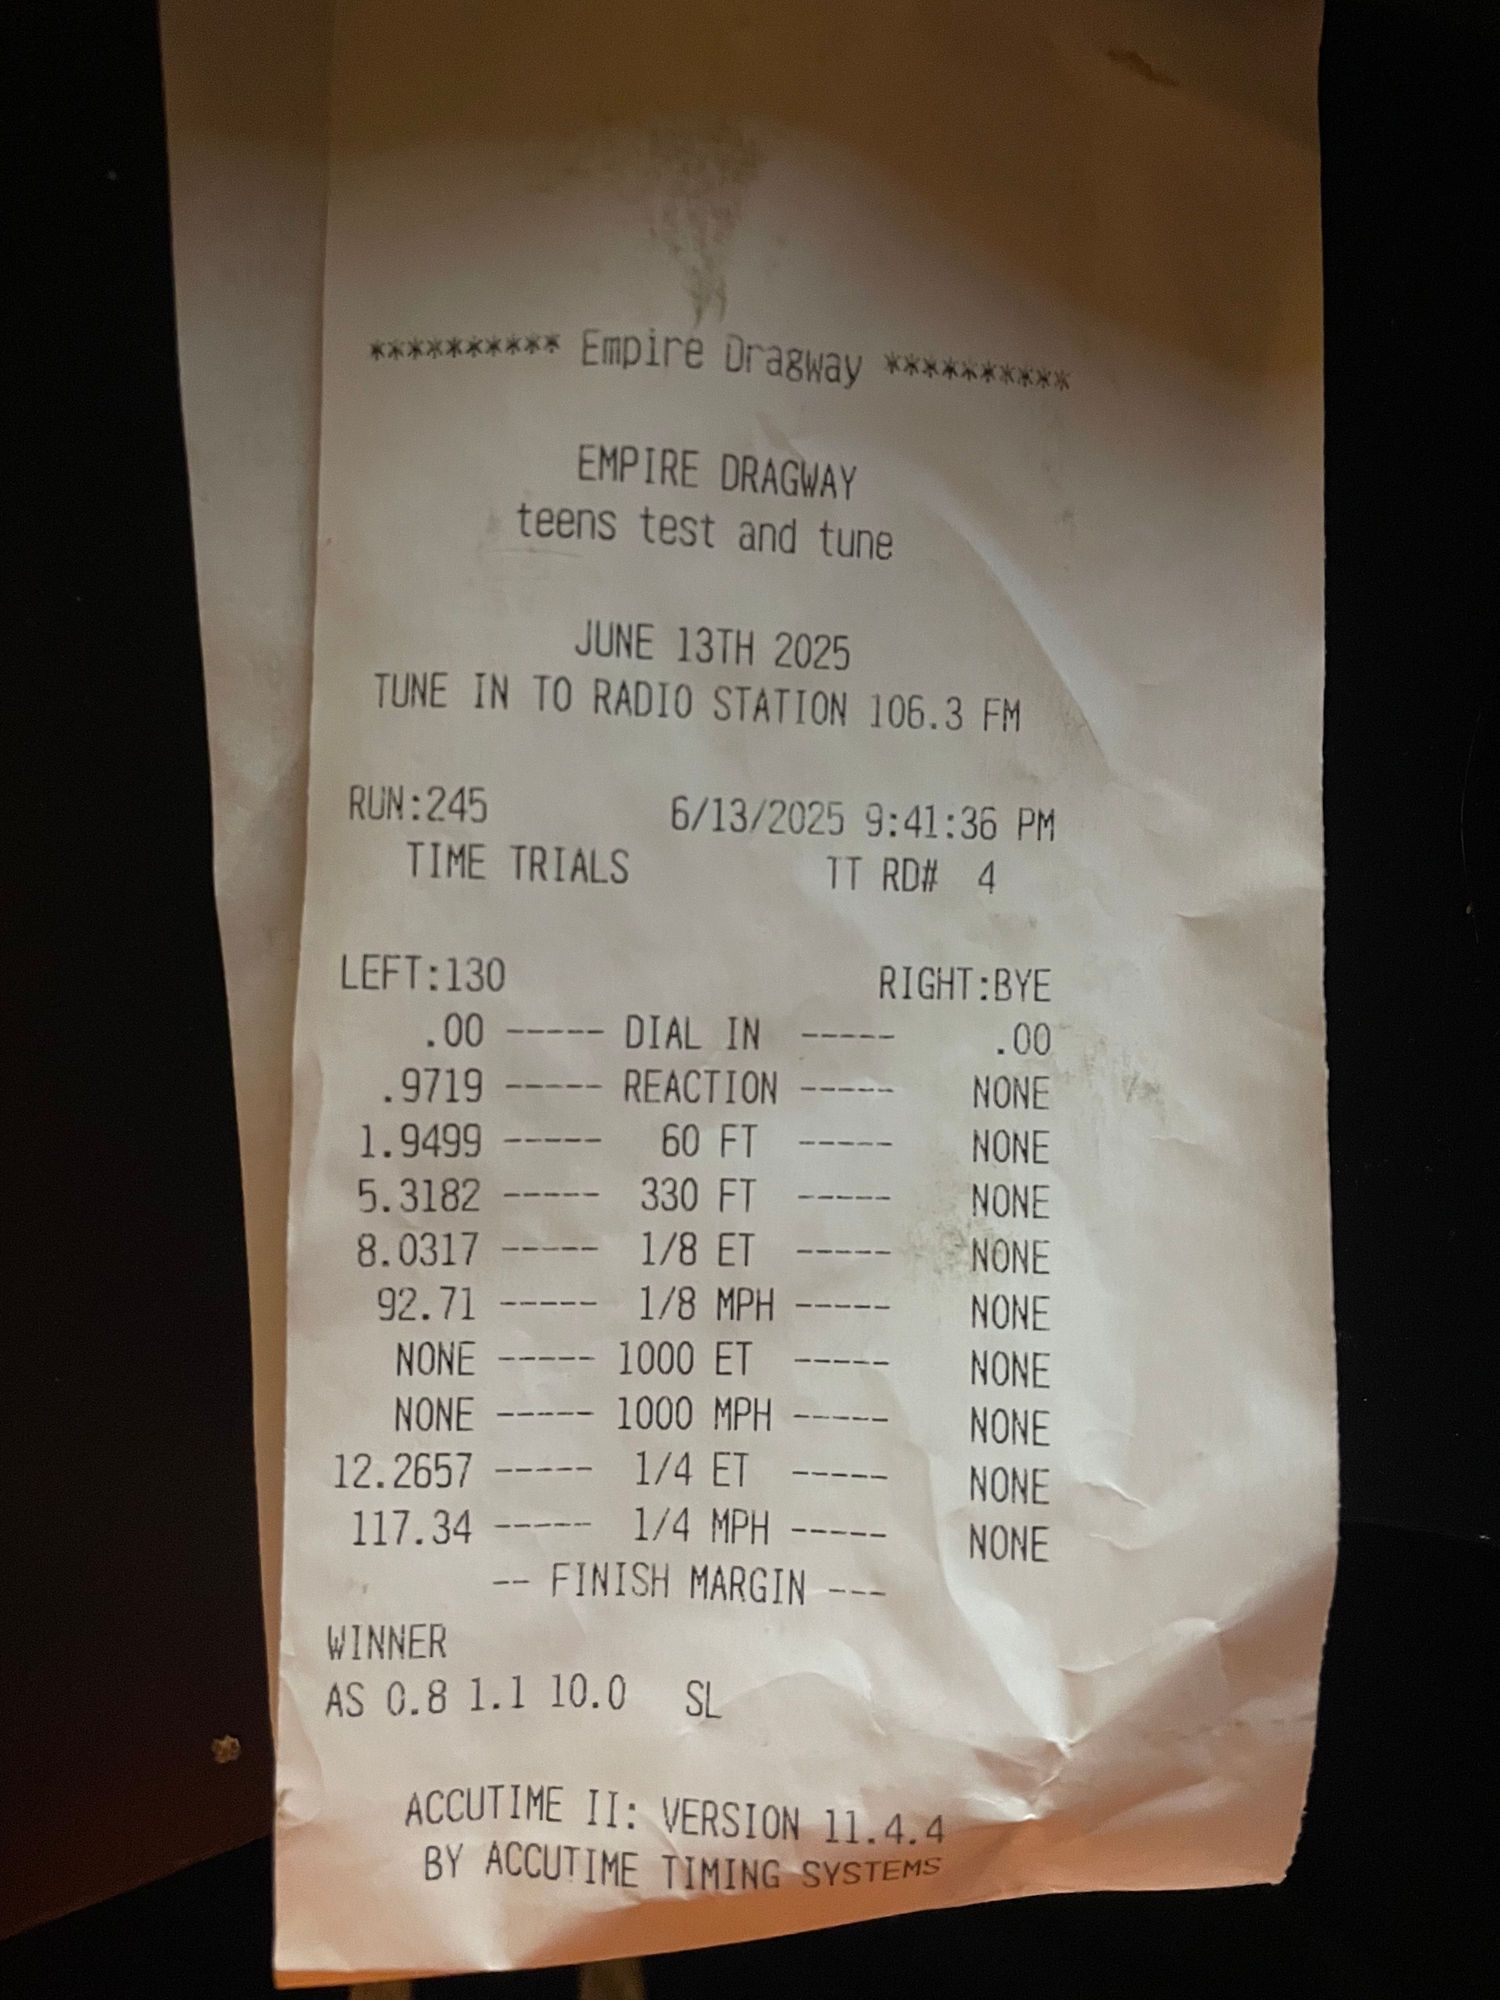 ********** Empire Dragway **********
EMPIRE DRAGWAY
teens test and tune
JUNE 13TH 2025
TUNE IN TO RADIO STATION 106.3 FM
RUN:245 6/13/2025 9:41:36 PM
TIME TRIALS TT RD# 4
LEFT:130 RIGHT:BYE
.00 ----- DIAL IN ----- .00
.9719 ----- REACTION ----- NONE
1.9499 ----- 60 FT ----- NONE
5.3182 ----- 330 FT ----- NONE
8.0317 ----- 1/8 ET ----- NONE
92.71 ----- 1/8 MPH ----- NONE
NONE ----- 1000 ET ----- NONE
NONE ----- 1000 MPH ----- NONE
12.2657 ----- 1/4 ET ----- NONE
117.34 ----- 1/4 MPH ----- NONE
-- FINISH MARGIN ---
WINNER
AS 0.8 1.1 10.0 SL
ACCUTIME II: VERSION 11.4.4
BY ACCUTIME TIMING SYSTEMS